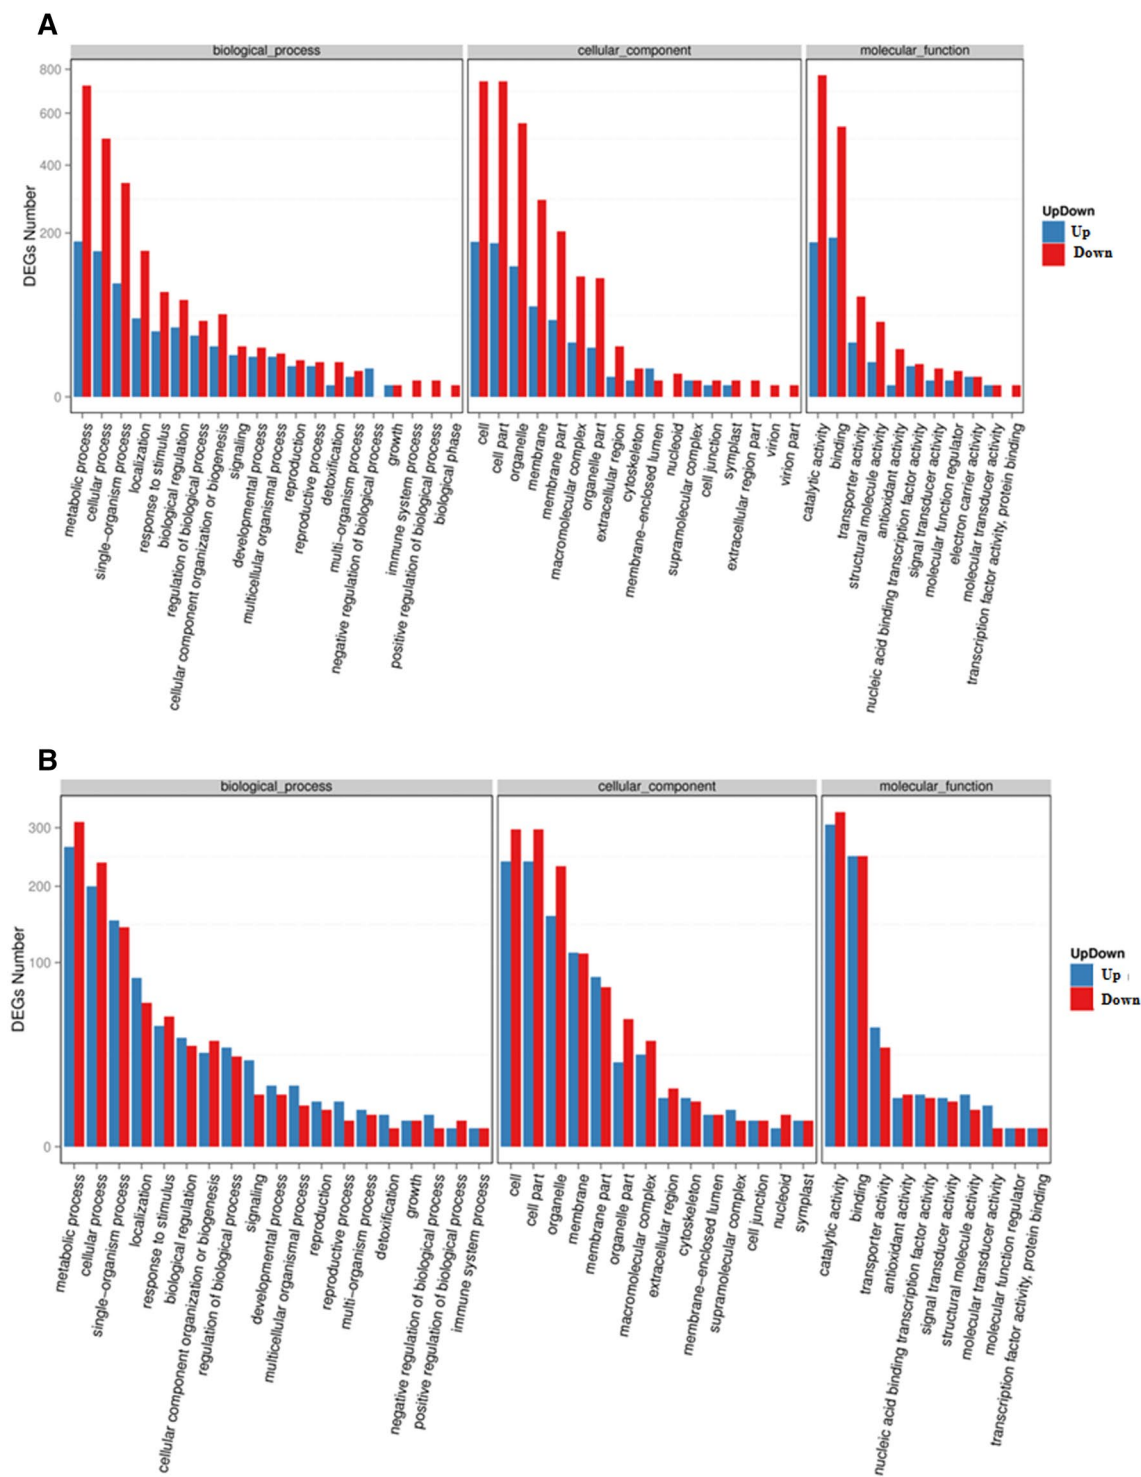 A
biological_process
cellular_component
molecular_function
800
600
400
200
0
DEGs Number
metabolic process
cellular process
single-organism process
localization
response to stimulus
biological regulation
regulation of biological process
cellular component organization or biogenesis
signaling
developmental process
multicellular organismal process
reproduction
reproductive process
detoxification
multi-organism process
negative regulation of biological process
growth
immune system process
positive regulation of biological process
biological phase
cell
cell part
organelle
membrane
membrane part
macromolecular complex
organelle part
extracellular region
cytoskeleton
membrane-enclosed lumen
nucleoid
supramolecular complex
cell junction
symplast
extracellular region part
virion
virion part
catalytic activity
binding
transporter activity
structural molecule activity
antioxidant activity
nucleic acid binding transcription factor activity
signal transducer activity
molecular function regulator
electron carrier activity
molecular transducer activity
transcription factor activity, protein binding
UpDown
Up
Down
B
biological_process
cellular_component
molecular_function
300
200
100
0
DEGs Number
metabolic process
cellular process
single-organism process
localization
response to stimulus
biological regulation
cellular component organization or biogenesis
regulation of biological process
signaling
developmental process
multicellular organismal process
reproduction
reproductive process
multi-organism process
detoxification
growth
negative regulation of biological process
positive regulation of biological process
immune system process
cell
cell part
organelle
membrane
membrane part
organelle part
macromolecular complex
extracellular region
cytoskeleton
membrane-enclosed lumen
supramolecular complex
cell junction
nucleoid
symplast
catalytic activity
binding
transporter activity
antioxidant activity
nucleic acid binding transcription factor activity
signal transducer activity
structural molecule activity
molecular transducer activity
molecular function regulator
transcription factor activity, protein binding
UpDown
Up
Down